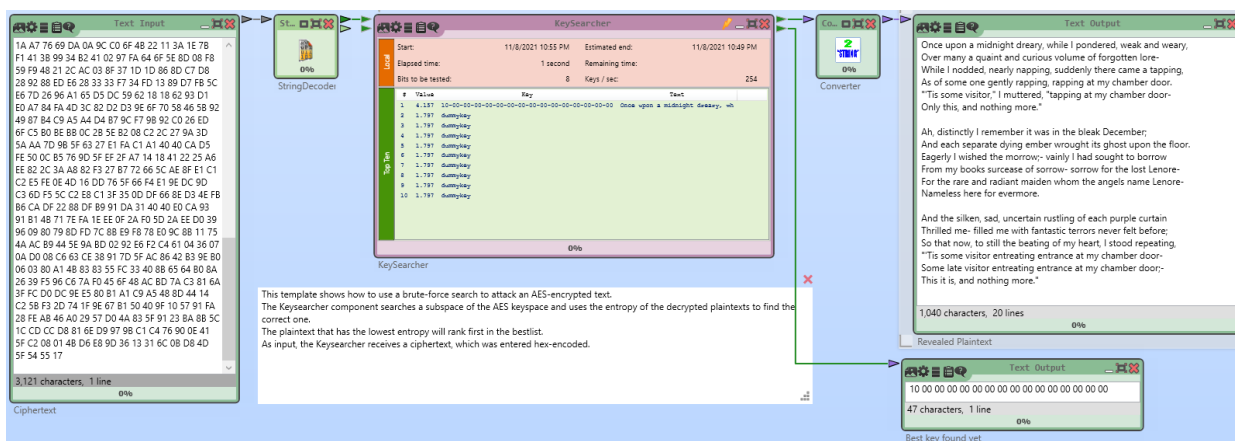 Text Input
1A A7 76 69 DA 0A 9C C0 6F 4B 22 11 3A 1E 7B
F1 41 3B 99 34 B2 41 02 97 FA 64 6F 5E 8D 08 F8
59 F9 48 21 2C AC 03 8F 37 1D 1D 86 8D C7 D8
28 92 88 ED E6 28 33 33 F7 34 FD 13 89 D7 FB 5C
E6 7D 26 96 A1 65 D5 DC 59 62 18 18 62 93 D1
E0 A7 84 FA 4D 3C 82 D2 D3 9E 6F 70 58 46 5B 92
49 87 B4 C9 A5 A4 D4 B7 9C F7 9B 92 C0 26 ED
6F C5 B0 BE BB 0C 2B 5E B2 08 C2 2C 27 9A 3D
5A AA 7D 9B 5F 63 27 E1 FA C1 A1 40 40 CA D5
FE 50 0C B5 76 9D 5F EF 2F A7 14 18 41 22 25 A6
EE 82 2C 3A A8 82 F3 27 B7 72 66 5C AE 8F E1 C1
C2 E5 FE 0E 4D 16 DD 76 5F 66 F4 E1 9E DC 9D
C3 6D F5 5C C2 E8 C1 3F 35 0D DF 66 8E D3 4E FB
B6 CA DF 22 88 DF B9 91 DA 31 40 40 E0 CA 93
91 B1 4B 71 7E FA 1E EE 0F 2A F0 5D 2A EE D0 39
96 09 80 79 8D FD 7C 8B E9 F8 78 E0 9C 8B 11 75
4A AC B9 44 5E 9A BD 02 92 E6 F2 C4 61 04 36 07
0A D0 08 C6 63 CE 38 91 7D 5F AC 86 42 B3 9E B0
06 03 80 A1 4B 83 83 55 FC 33 40 8B 65 64 B0 8A
26 39 F5 96 C6 7A F0 45 6F 48 AC BD 7A C3 81 6A
3F FC D0 DC 9E E5 80 B1 A1 C9 A5 48 8D 44 14
C2 5B F3 2D 74 1F 9E 67 B1 50 40 9F 10 57 91 FA
28 FE AB 46 A0 29 57 D0 4A 83 5F 91 23 BA 8B 5C
1C CD CC D8 81 6E D9 97 9B C1 C4 76 90 0E 41
5F C2 08 01 4B D6 E8 9D 36 13 31 6C 0B D8 4D
5F 54 55 17
3,121 characters, 1 line
0%
Ciphertext
St...
0%
StringDecoder
KeySearcher
Local
Start: 11/8/2021 10:55 PM Estimated end: 11/8/2021 10:49 PM
Elapsed time: 1 second Remaining time:
Bits to be tested: 8 Keys / sec: 254
Top Ten
# Value Key Text
1 4.157 10-00-00-00-00-00-00-00-00-00-00-00-00-00-00-00 Once upon a midnight dreary, wh
2 1.797 dummykey
3 1.797 dummykey
4 1.797 dummykey
5 1.797 dummykey
6 1.797 dummykey
7 1.797 dummykey
8 1.797 dummykey
9 1.797 dummykey
10 1.797 dummykey
0%
KeySearcher
Co...
2
"STRING"
0%
Converter
Text Output
Once upon a midnight dreary, while I pondered, weak and weary,
Over many a quaint and curious volume of forgotten lore-
While I nodded, nearly napping, suddenly there came a tapping,
As of some one gently rapping, rapping at my chamber door.
"'Tis some visitor," I muttered, "tapping at my chamber door-
Only this, and nothing more."
Ah, distinctly I remember it was in the bleak December;
And each separate dying ember wrought its ghost upon the floor.
Eagerly I wished the morrow;- vainly I had sought to borrow
From my books surcease of sorrow- sorrow for the lost Lenore-
For the rare and radiant maiden whom the angels name Lenore-
Nameless here for evermore.
And the silken, sad, uncertain rustling of each purple curtain
Thrilled me- filled me with fantastic terrors never felt before;
So that now, to still the beating of my heart, I stood repeating,
"'Tis some visitor entreating entrance at my chamber door-
Some late visitor entreating entrance at my chamber door;-
This it is, and nothing more."
1,040 characters, 20 lines
0%
Revealed Plaintext
This template shows how to use a brute-force search to attack an AES-encrypted text.
The Keysearcher component searches a subspace of the AES keyspace and uses the entropy of the decrypted plaintexts to find the
correct one.
The plaintext that has the lowest entropy will rank first in the bestlist.
As input, the Keysearcher receives a ciphertext, which was entered hex-encoded.
Text Output
10 00 00 00 00 00 00 00 00 00 00 00 00 00 00 00
47 characters, 1 line
0%
Best key found yet